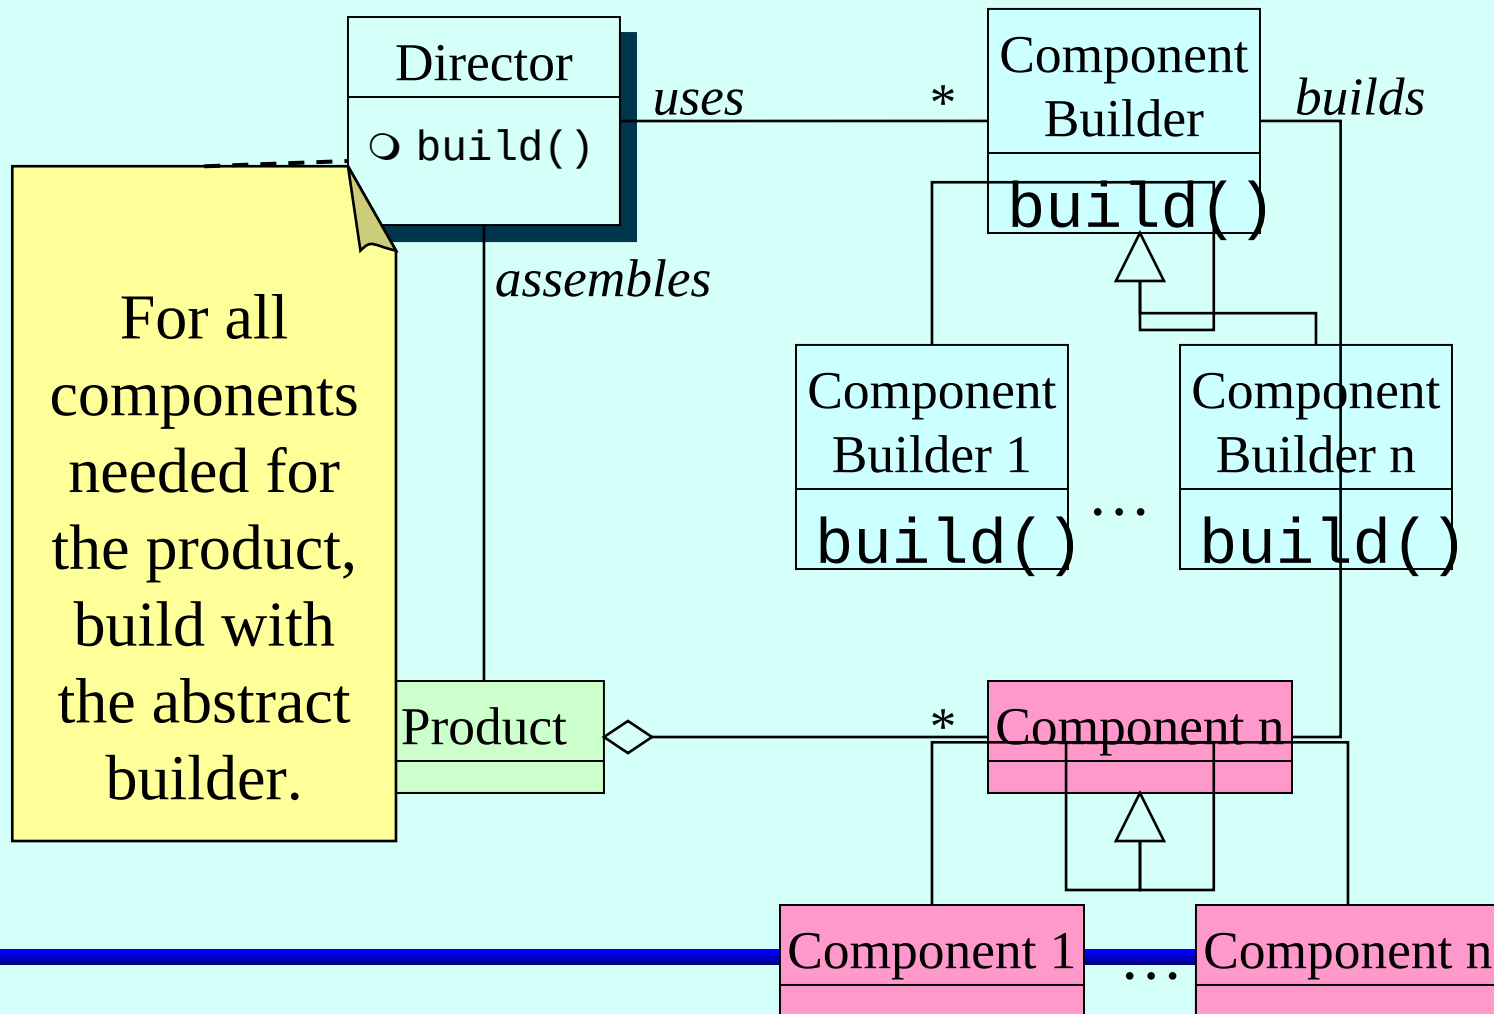 Director
❍ build()
uses
*
Component
Builder
build()
builds
assembles
For all
components
needed for
the product,
build with
the abstract
builder.
Component
Builder 1
build()
…
Component
Builder n
build()
Product
*
Component n
Component 1
…
Component n